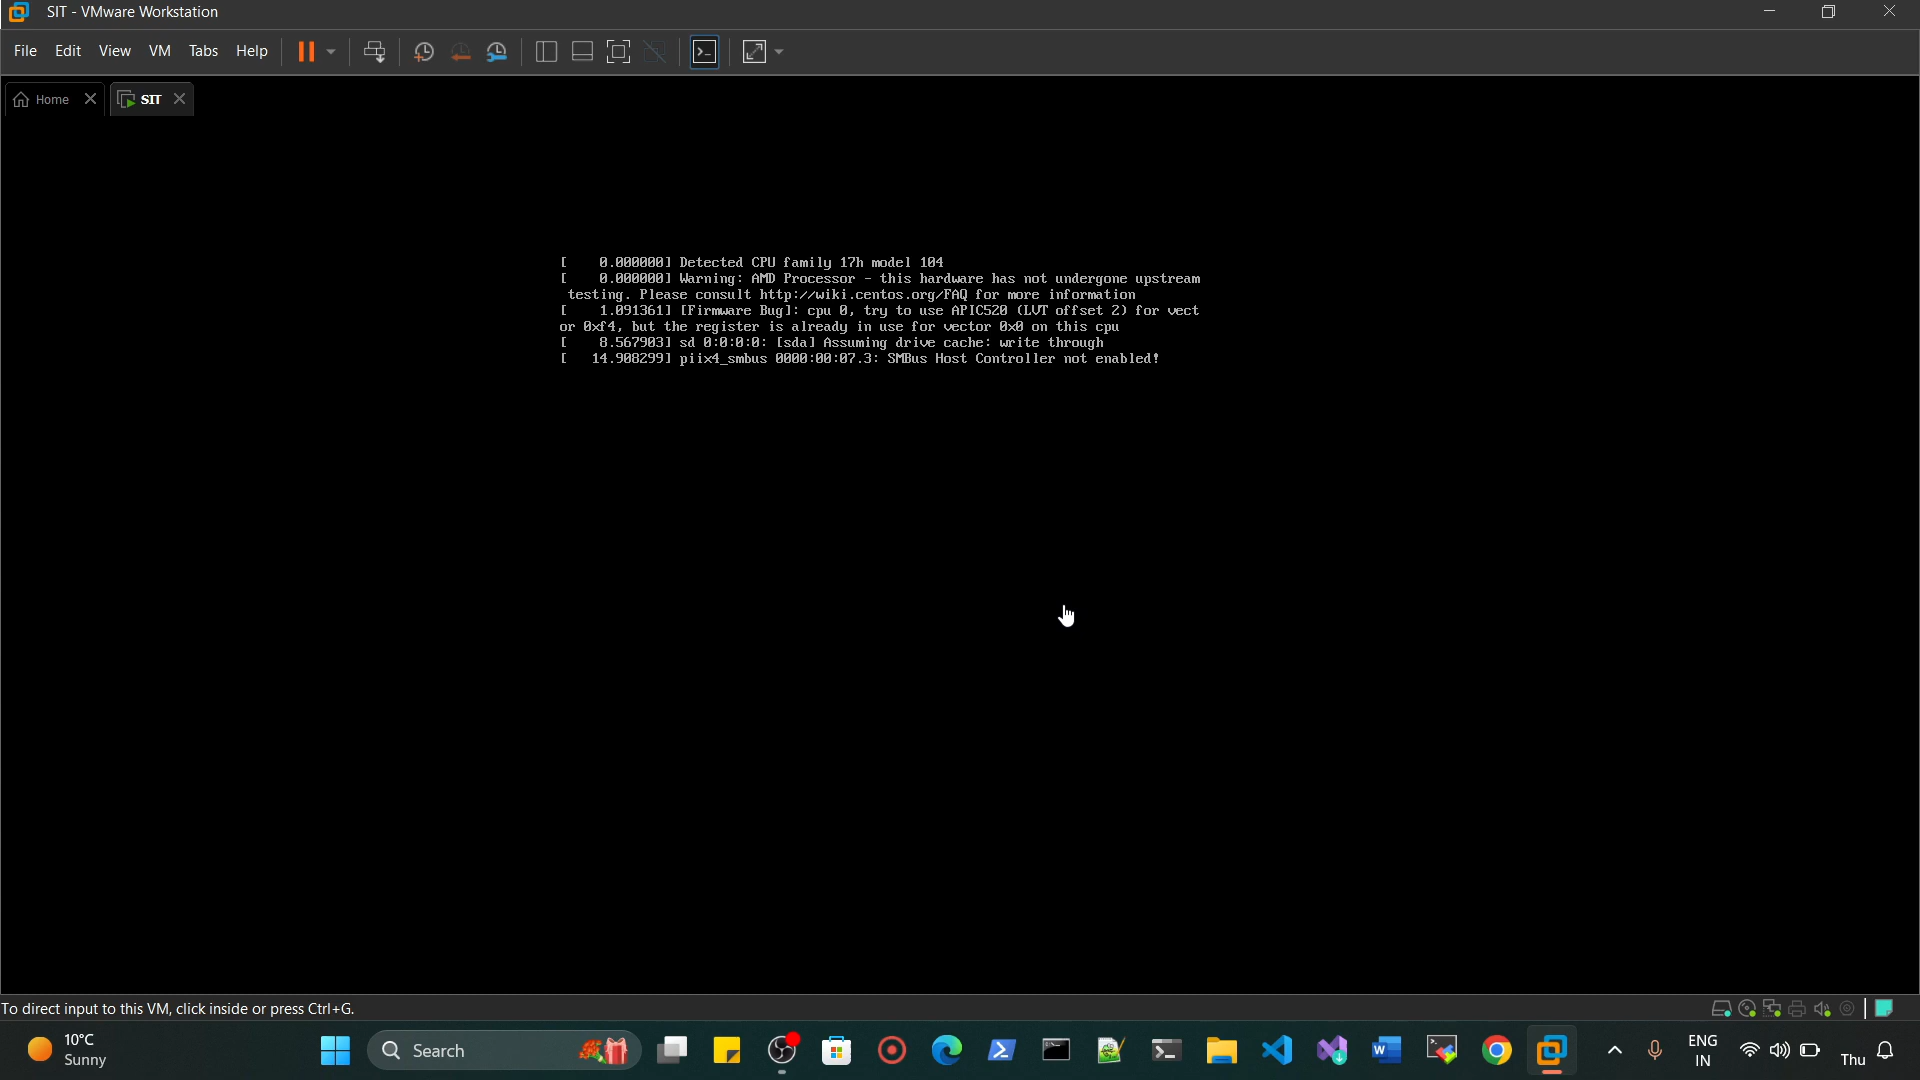 SIT - VMware Workstation
File Edit View VM Tabs Help
Home SIT
[    0.000000] Detected CPU family 17h model 104
[    0.000000] Warning: AMD Processor - this hardware has not undergone upstream
testing. Please consult http://wiki.centos.org/FAQ for more information
[    1.091361] [Firmware Bug]: cpu 0, try to use APIC520 (LVT offset 2) for vect
or 0xf4, but the register is already in use for vector 0x0 on this cpu
[    8.567903] sd 0:0:0:0: [sda] Assuming drive cache: write through
[   14.908299] piix4_smbus 0000:00:07.3: SMBus Host Controller not enabled!
To direct input to this VM, click inside or press Ctrl+G.
10°C
Sunny
Search
ENG
IN
Thu